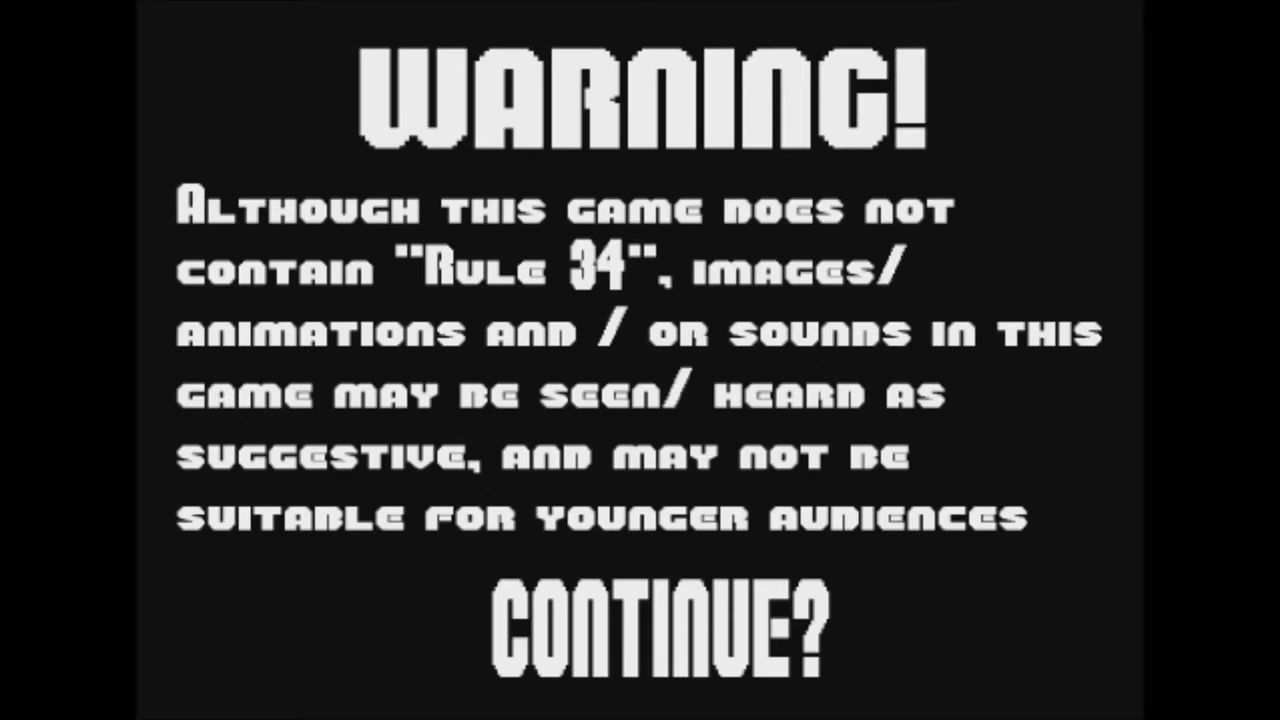 WARNING!
Although this game does not
contain "Rule 34", images/
animations and / or sounds in this
game may be seen/ heard as
suggestive, and may not be
suitable for younger audiences
CONTINUE?